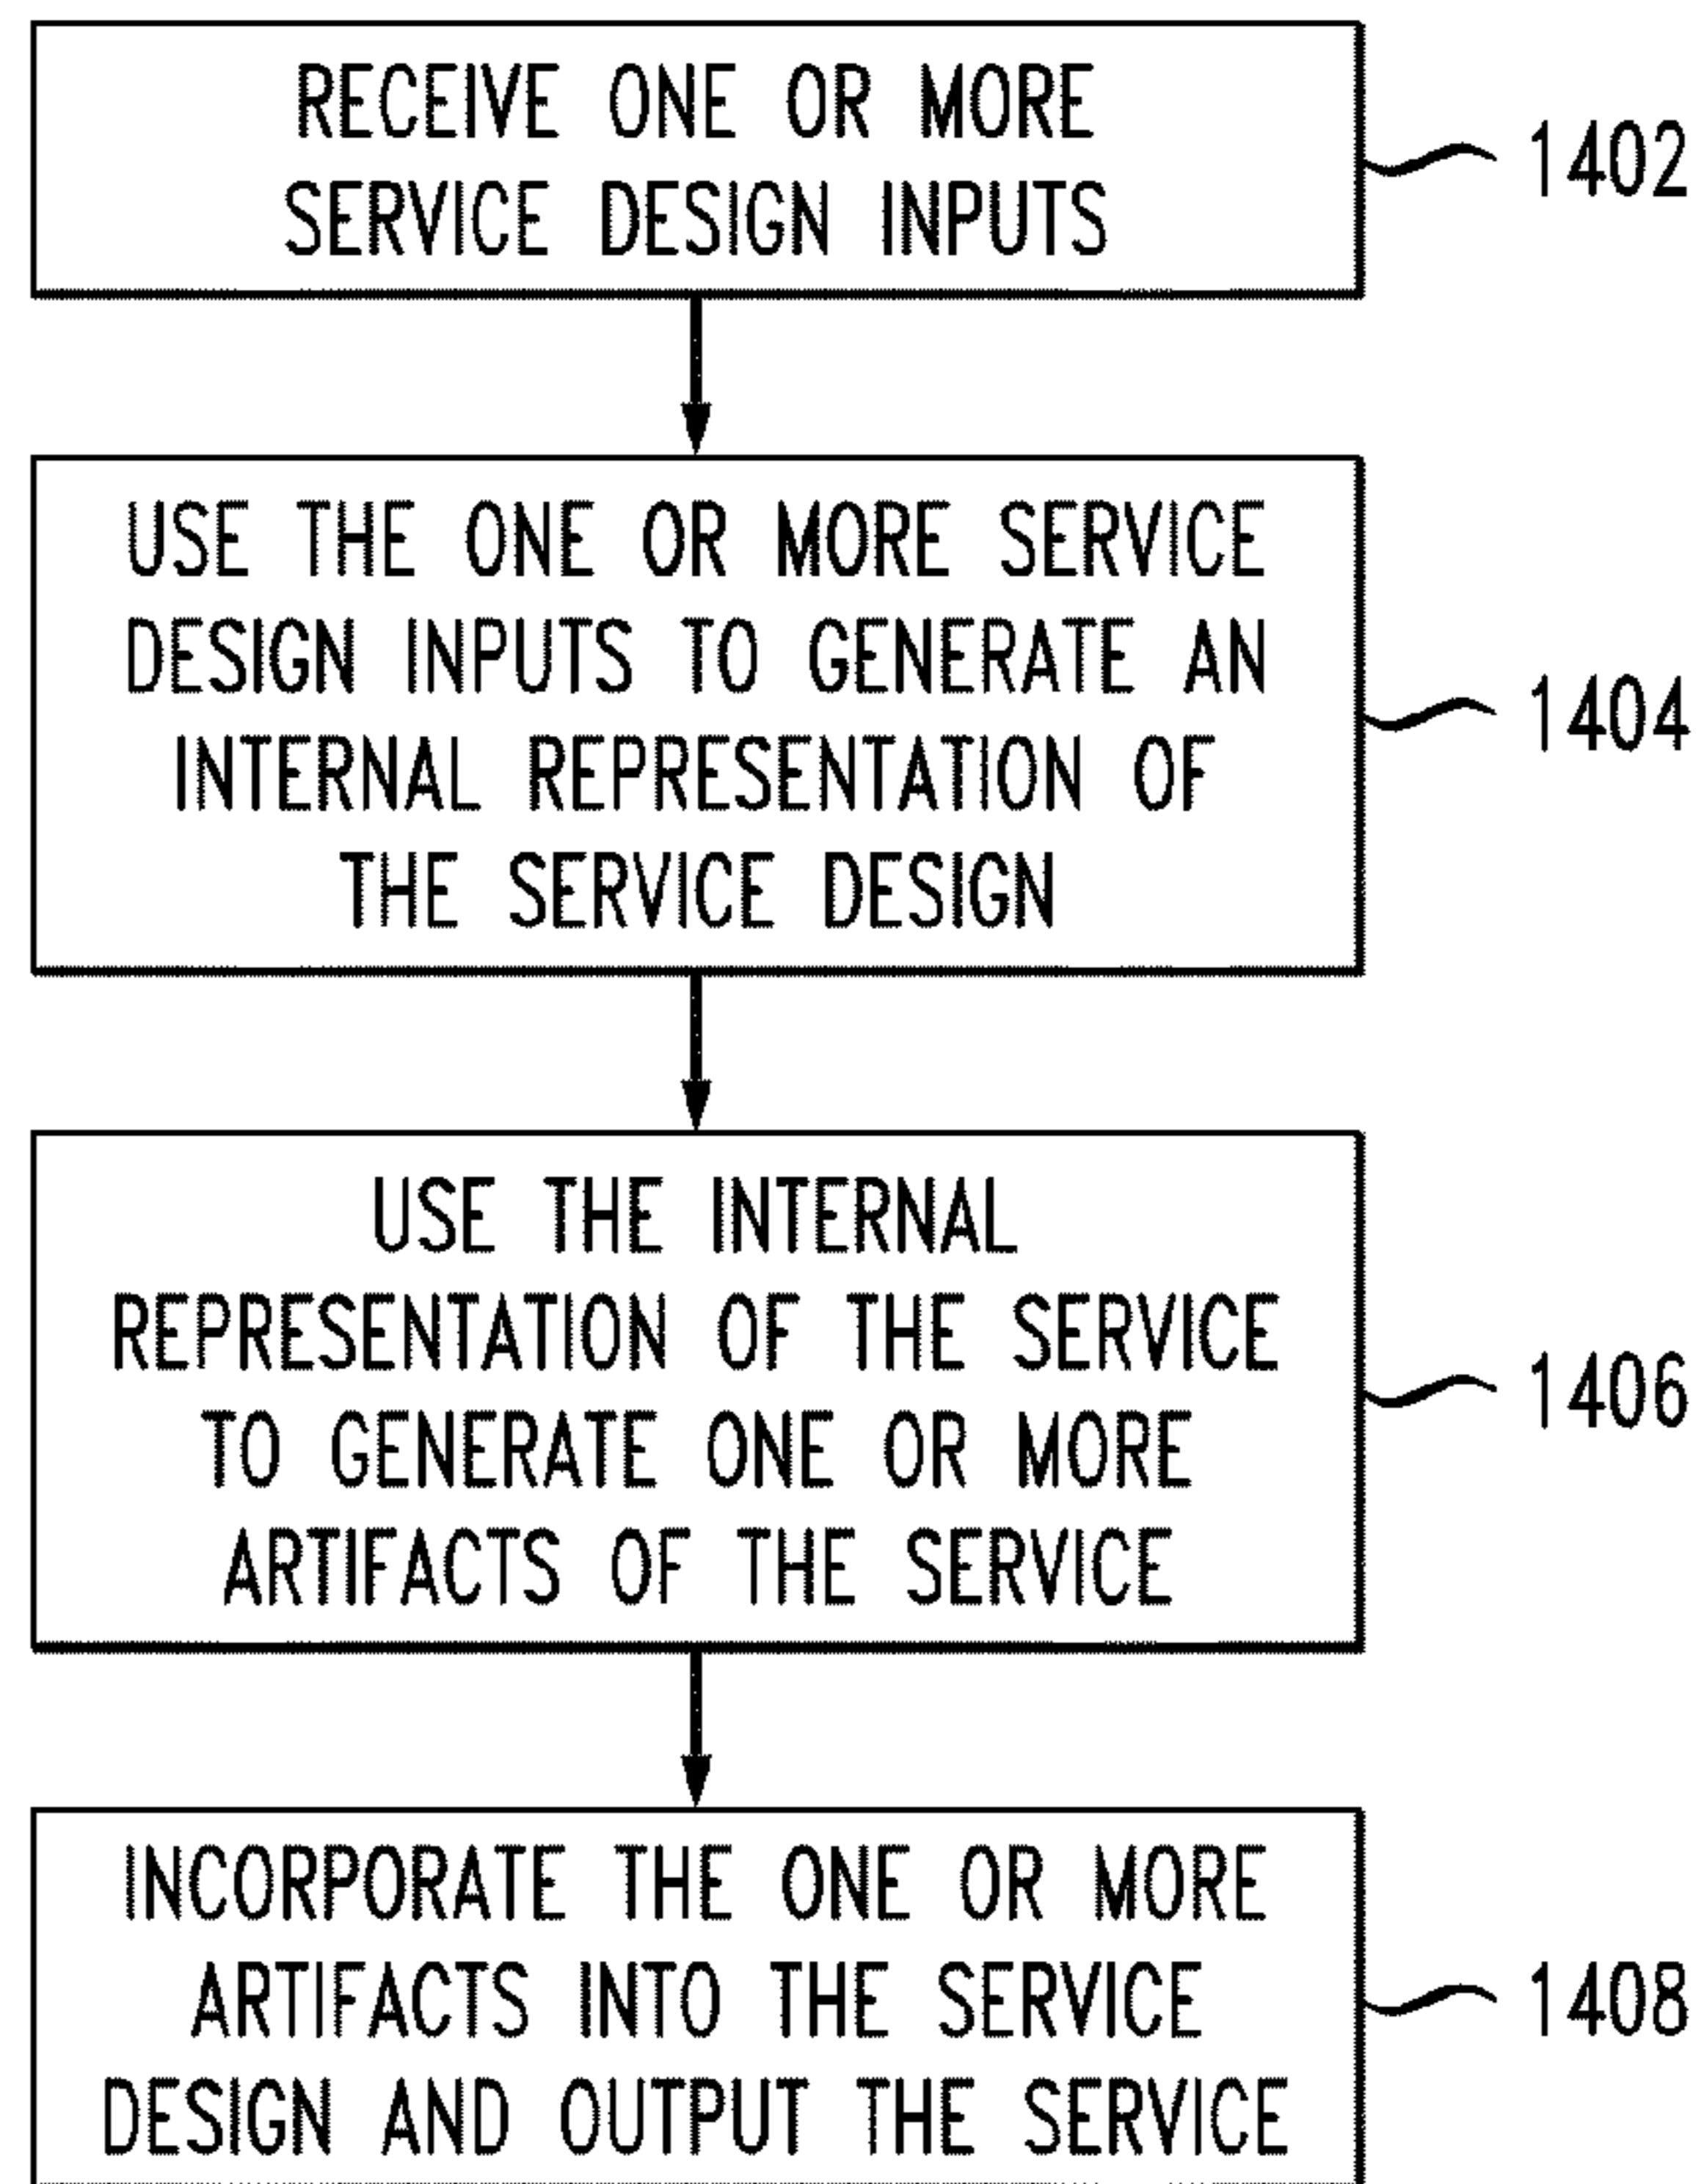 RECEIVE ONE OR MORE
SERVICE DESIGN INPUTS
1402
USE THE ONE OR MORE SERVICE
DESIGN INPUTS TO GENERATE AN
INTERNAL REPRESENTATION OF
THE SERVICE DESIGN
1404
USE THE INTERNAL
REPRESENTATION OF THE SERVICE
TO GENERATE ONE OR MORE
ARTIFACTS OF THE SERVICE
1406
INCORPORATE THE ONE OR MORE
ARTIFACTS INTO THE SERVICE
DESIGN AND OUTPUT THE SERVICE
1408